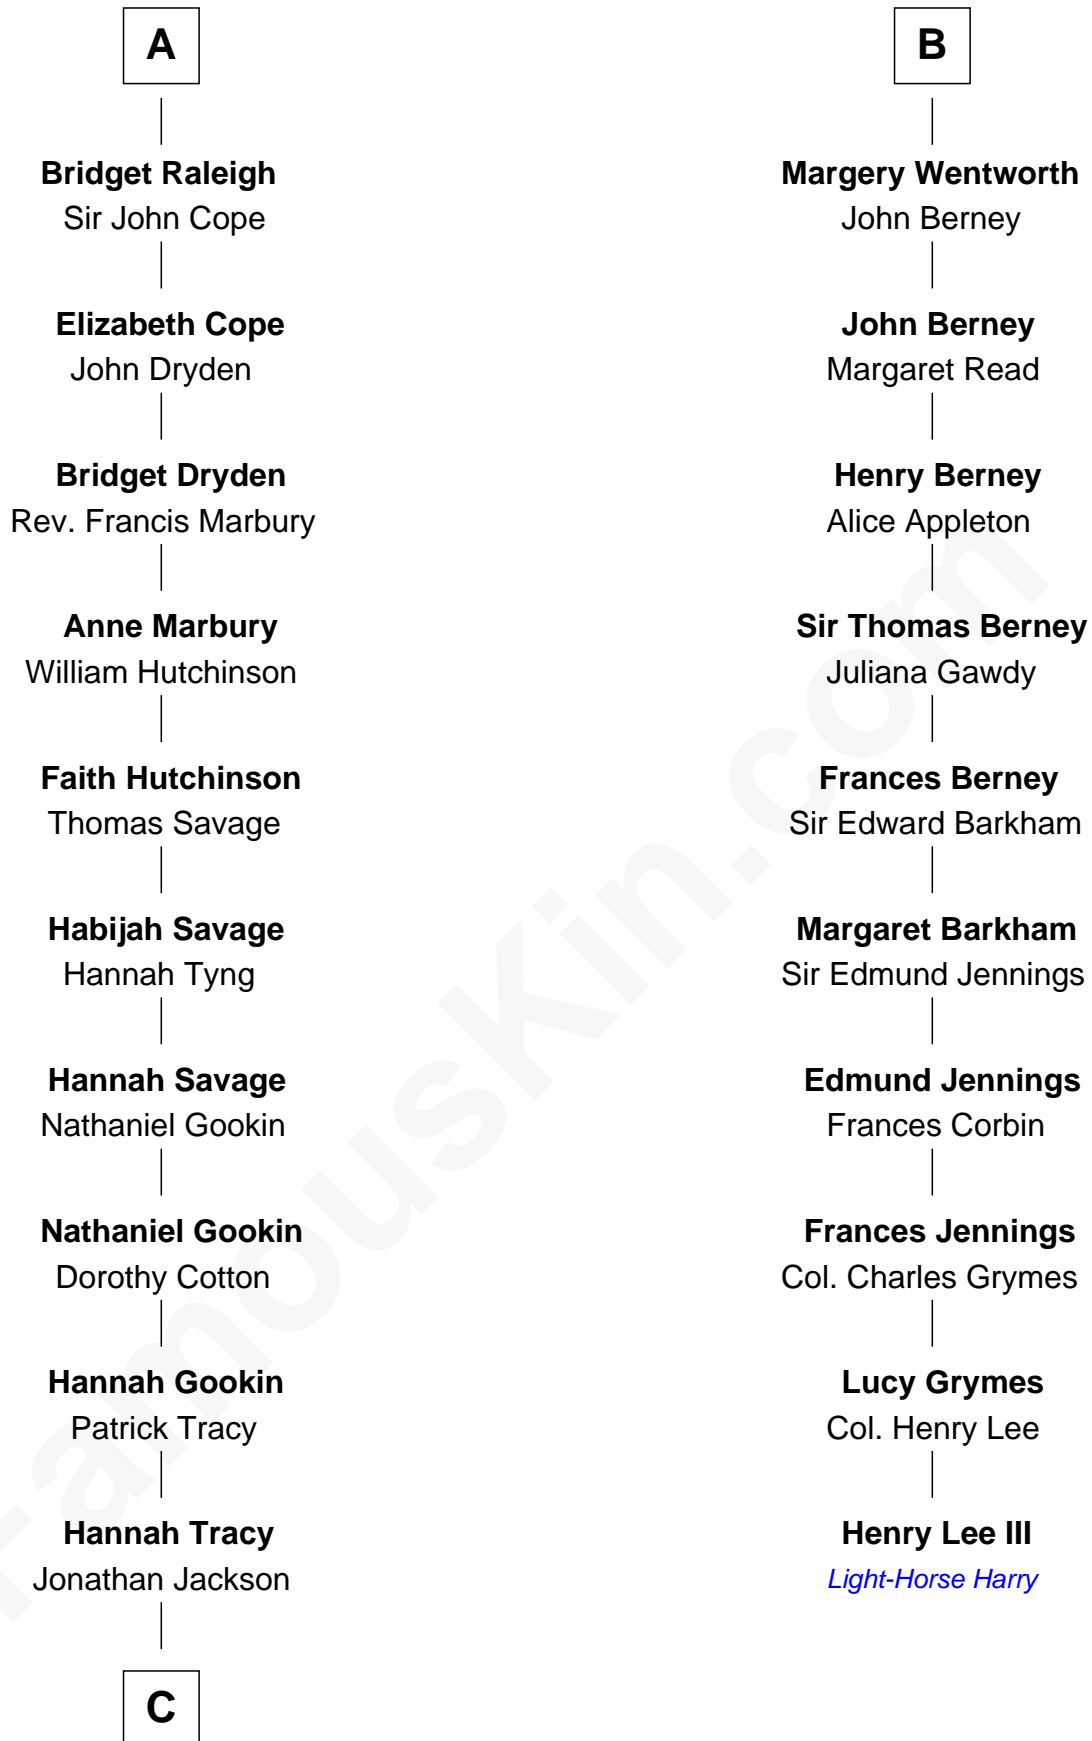 A
Bridget Raleigh
Sir John Cope
Elizabeth Cope
John Dryden
Bridget Dryden
Rev. Francis Marbury
Anne Marbury
William Hutchinson
Faith Hutchinson
Thomas Savage
Habijah Savage
Hannah Tyng
Hannah Savage
Nathaniel Gookin
Nathaniel Gookin
Dorothy Cotton
Hannah Gookin
Patrick Tracy
Hannah Tracy
Jonathan Jackson
C
B
Margery Wentworth
John Berney
John Berney
Margaret Read
Henry Berney
Alice Appleton
Sir Thomas Berney
Juliana Gawdy
Frances Berney
Sir Edward Barkham
Margaret Barkham
Sir Edmund Jennings
Edmund Jennings
Frances Corbin
Frances Jennings
Col. Charles Grymes
Lucy Grymes
Col. Henry Lee
Henry Lee III
Light-Horse Harry
FamousKin.com